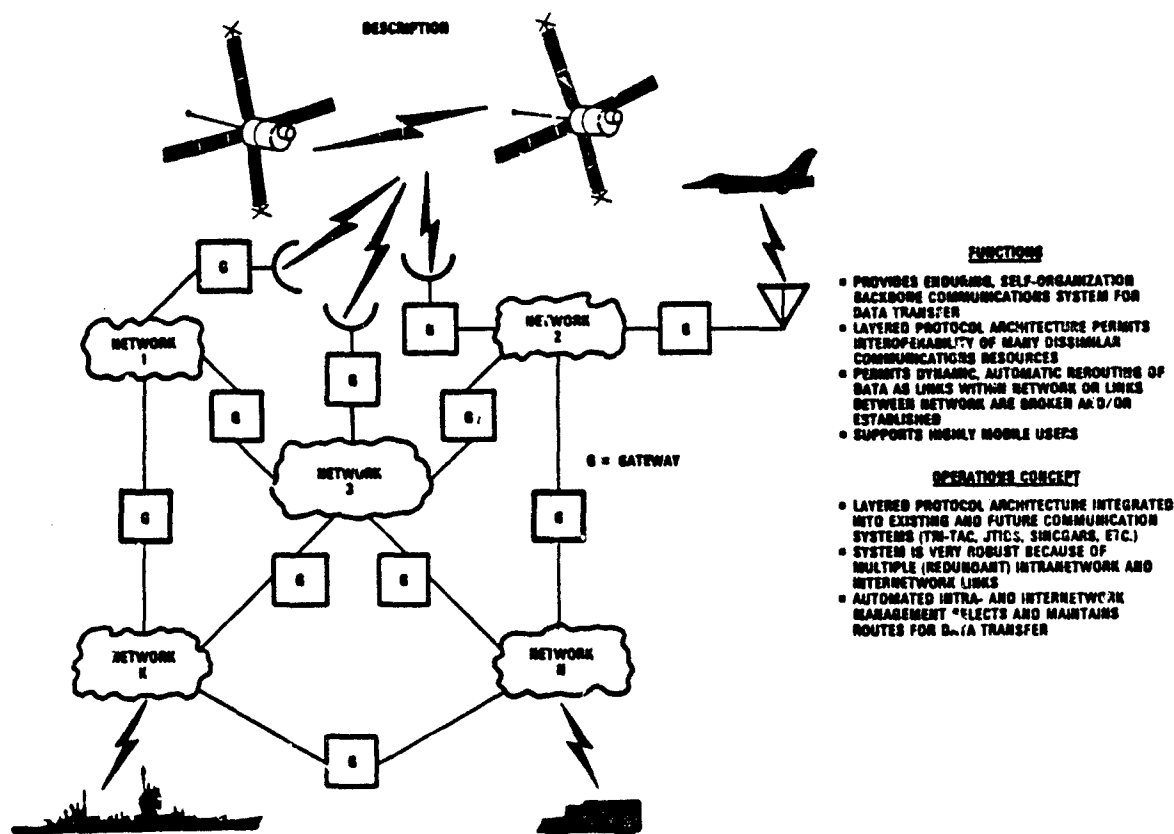 DESCRIPTION
G
NETWORK
1
G
G
NETWORK
2
G
G
G
G
NETWORK
3
G = GATEWAY
G
G
G
G
NETWORK
K
NETWORK
N
G
FUNCTIONS
• PROVIDES ENDURING, SELF-ORGANIZATION
BACKBONE COMMUNICATIONS SYSTEM FOR
DATA TRANSFER
• LAYERED PROTOCOL ARCHITECTURE PERMITS
INTEROPERABILITY OF MANY DISSIMILAR
COMMUNICATIONS RESOURCES
• PERMITS DYNAMIC, AUTOMATIC REROUTING OF
DATA AS LINKS WITHIN NETWORK OR LINKS
BETWEEN NETWORK ARE BROKEN AND/OR
ESTABLISHED
• SUPPORTS HIGHLY MOBILE USERS
OPERATIONS CONCEPT
• LAYERED PROTOCOL ARCHITECTURE INTEGRATED
INTO EXISTING AND FUTURE COMMUNICATION
SYSTEMS (TRI-TAC, JTIDS, SINCGARS, ETC.)
• SYSTEM IS VERY ROBUST BECAUSE OF
MULTIPLE (REDUNDANT) INTRANETWORK AND
INTERNETWORK LINKS
• AUTOMATED INTRA- AND INTERNETWORK
MANAGEMENT SELECTS AND MAINTAINS
ROUTES FOR DATA TRANSFER